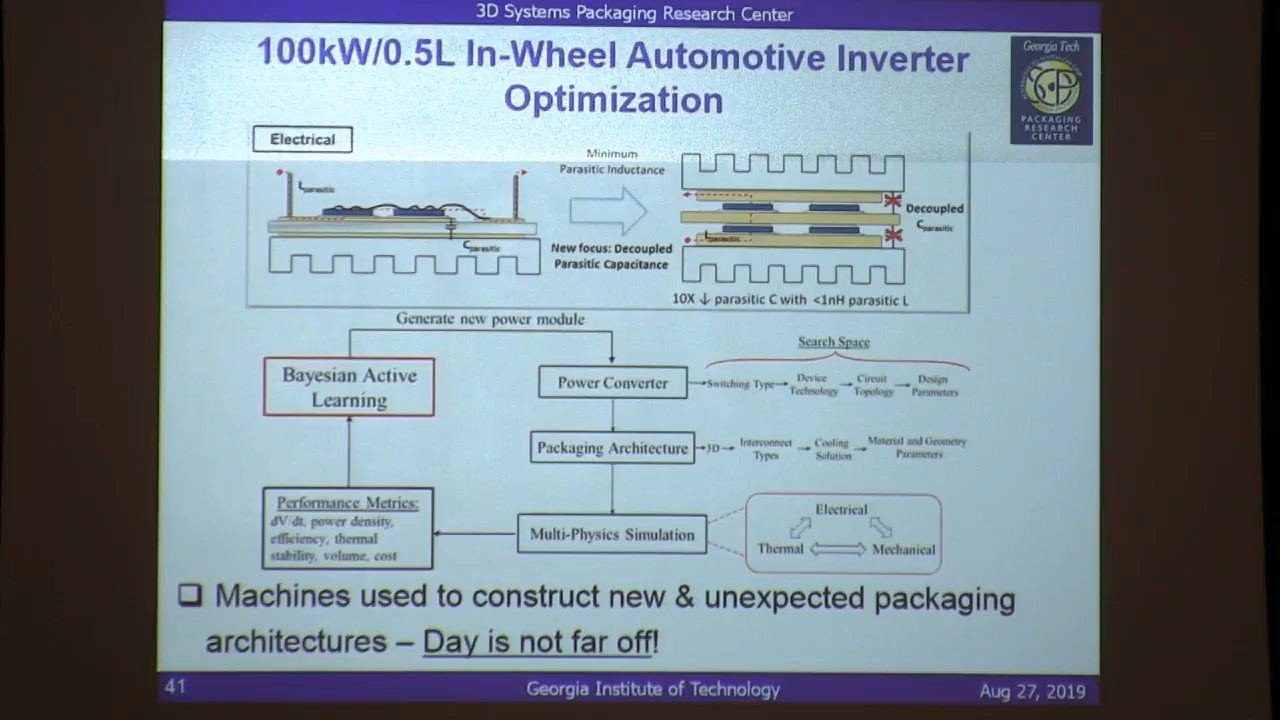 3D Systems Packaging Research Center
100kW/0.5L In-Wheel Automotive Inverter
Optimization
Georgia Tech
PACKAGING
RESEARCH
CENTER
Electrical
Lparasitic
Cparasitic
Minimum
Parasitic Inductance
New focus: Decoupled
Parasitic Capacitance
Lparasitic
Decoupled
Cparasitic
10X ↓ parasitic C with <1nH parasitic L
Generate new power module
Bayesian Active
Learning
Power Converter
Search Space
Switching Type
Device
Technology
Circuit
Topology
Design
Parameters
Packaging Architecture
3D
Interconnect
Types
Cooling
Solution
Material and Geometry
Parameters
Performance Metrics:
dV/dt, power density,
efficiency, thermal
stability, volume, cost
Multi-Physics Simulation
Electrical
Thermal
Mechanical
❑ Machines used to construct new & unexpected packaging
architectures – Day is not far off!
41
Georgia Institute of Technology
Aug 27, 2019